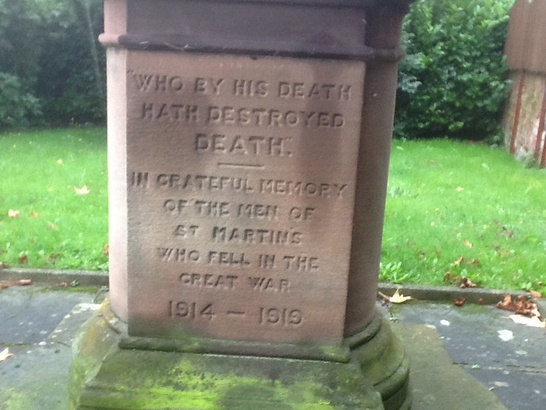 WHO BY HIS DEATH
HATH DESTROYED
DEATH.
IN GRATEFUL MEMORY
OF THE MEN OF
ST MARTINS
WHO FELL IN THE
GREAT WAR
1914 — 1919